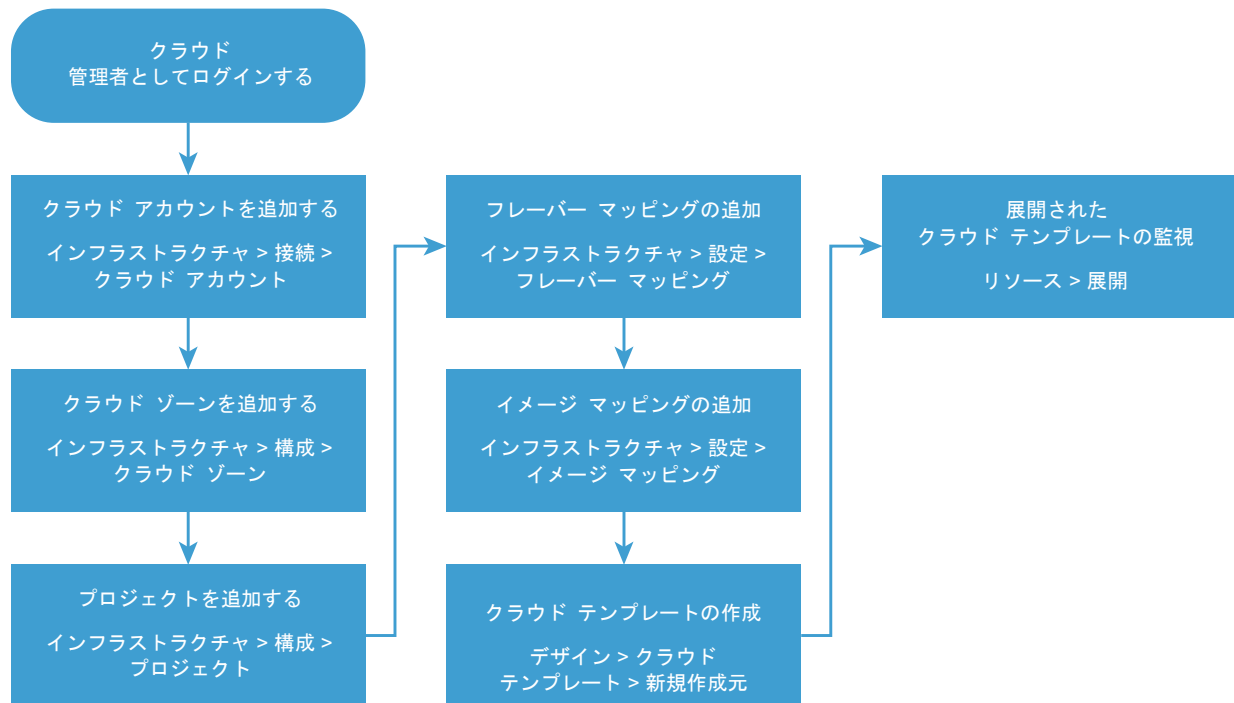 クラウド
管理者としてログインする
クラウド アカウントを追加する
インフラストラクチャ > 接続 >
クラウド アカウント
クラウド ゾーンを追加する
インフラストラクチャ > 構成 >
クラウド ゾーン
プロジェクトを追加する
インフラストラクチャ > 構成 >
プロジェクト
フレーバー マッピングの追加
インフラストラクチャ > 設定 >
フレーバー マッピング
イメージ マッピングの追加
インフラストラクチャ > 設定 >
イメージ マッピング
クラウド テンプレートの作成
デザイン > クラウド
テンプレート > 新規作成元
展開された
クラウド テンプレートの監視
リソース > 展開